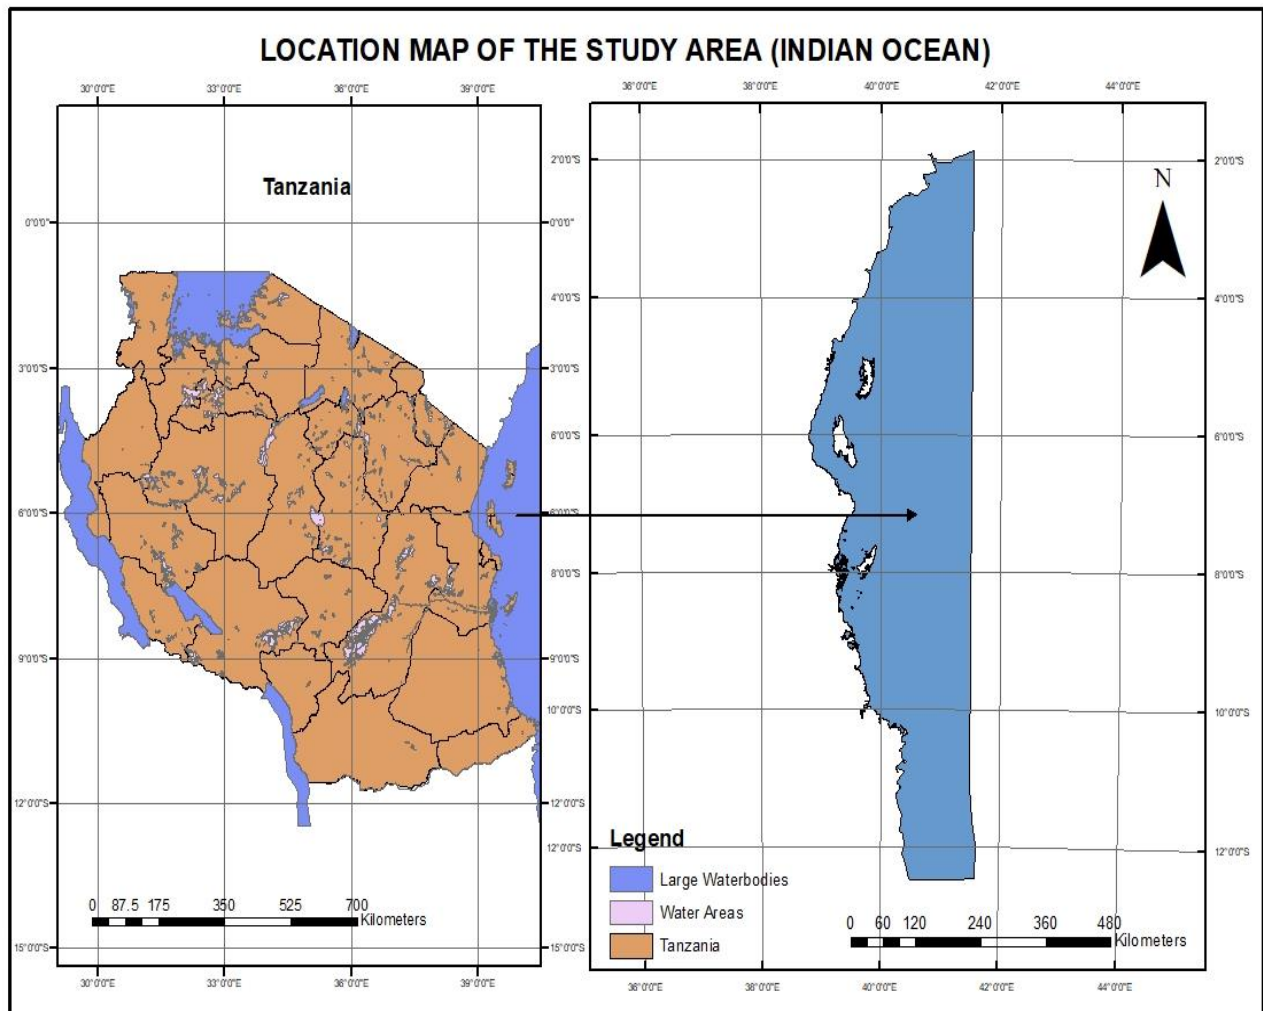 LOCATION MAP OF THE STUDY AREA (INDIAN OCEAN)
30°0'0"E 33°0'0"E 36°0'0"E 39°0'0"E
36°0'0"E 38°0'0"E 40°0'0"E 42°0'0"E 44°0'0"E
Tanzania
N
0°0'0" 0°0'0"
3°0'0"S 3°0'0"S
6°0'0"S 6°0'0"S
9°0'0"S 9°0'0"S
12°0'0"S 12°0'0"S
15°0'0"S 15°0'0"S
2°0'0"S 2°0'0"S
4°0'0"S 4°0'0"S
6°0'0"S 6°0'0"S
8°0'0"S 8°0'0"S
10°0'0"S 10°0'0"S
12°0'0"S 12°0'0"S
0 87.5 175 350 525 700
Kilometers
Legend
Large Waterbodies
Water Areas
Tanzania
0 60 120 240 360 480
Kilometers
30°0'0"E 33°0'0"E 36°0'0"E 39°0'0"E
36°0'0"E 38°0'0"E 40°0'0"E 42°0'0"E 44°0'0"E